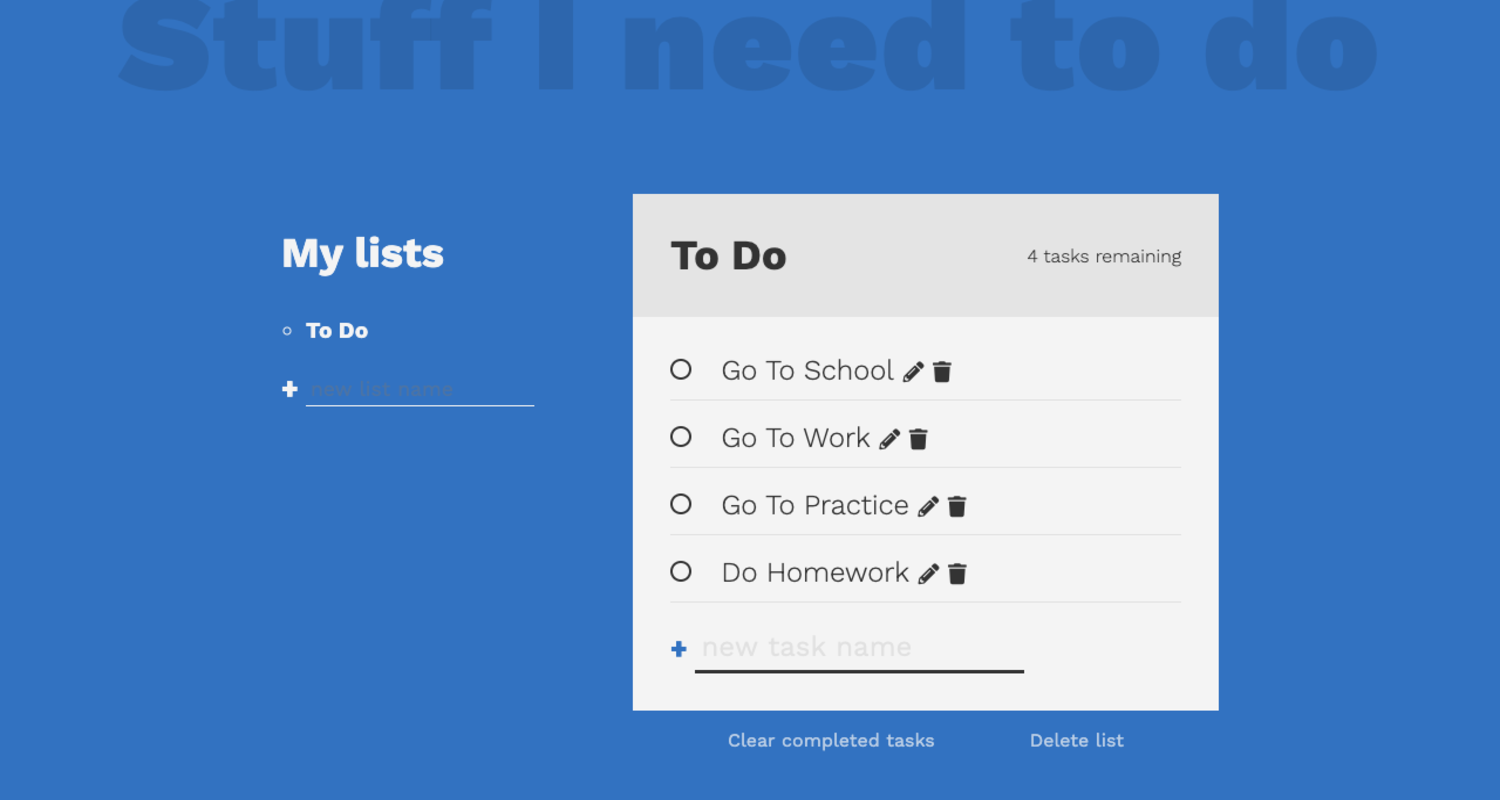 Stuff I need to do
My lists
To Do
new list name
To Do
4 tasks remaining
Go To School
Go To Work
Go To Practice
Do Homework
new task name
Clear completed tasks
Delete list